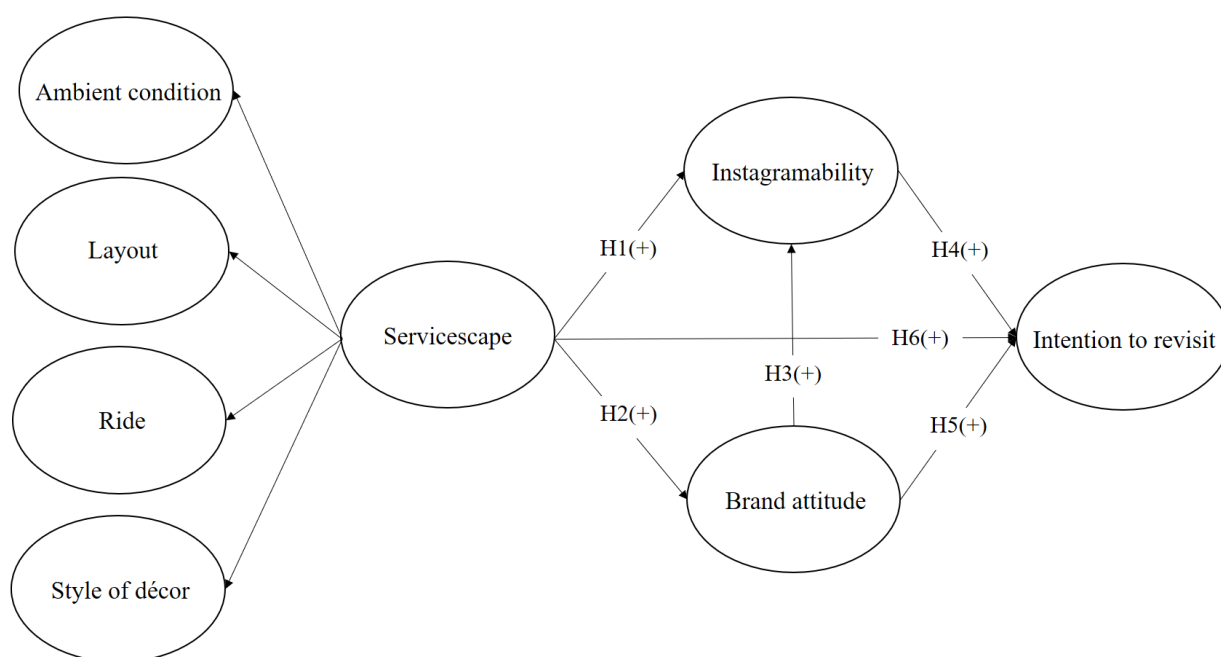 Ambient condition
Layout
Ride
Style of décor
Servicescape
H1(+)
H2(+)
Instagramability
H3(+)
Brand attitude
H4(+)
H6(+)
H5(+)
Intention to revisit